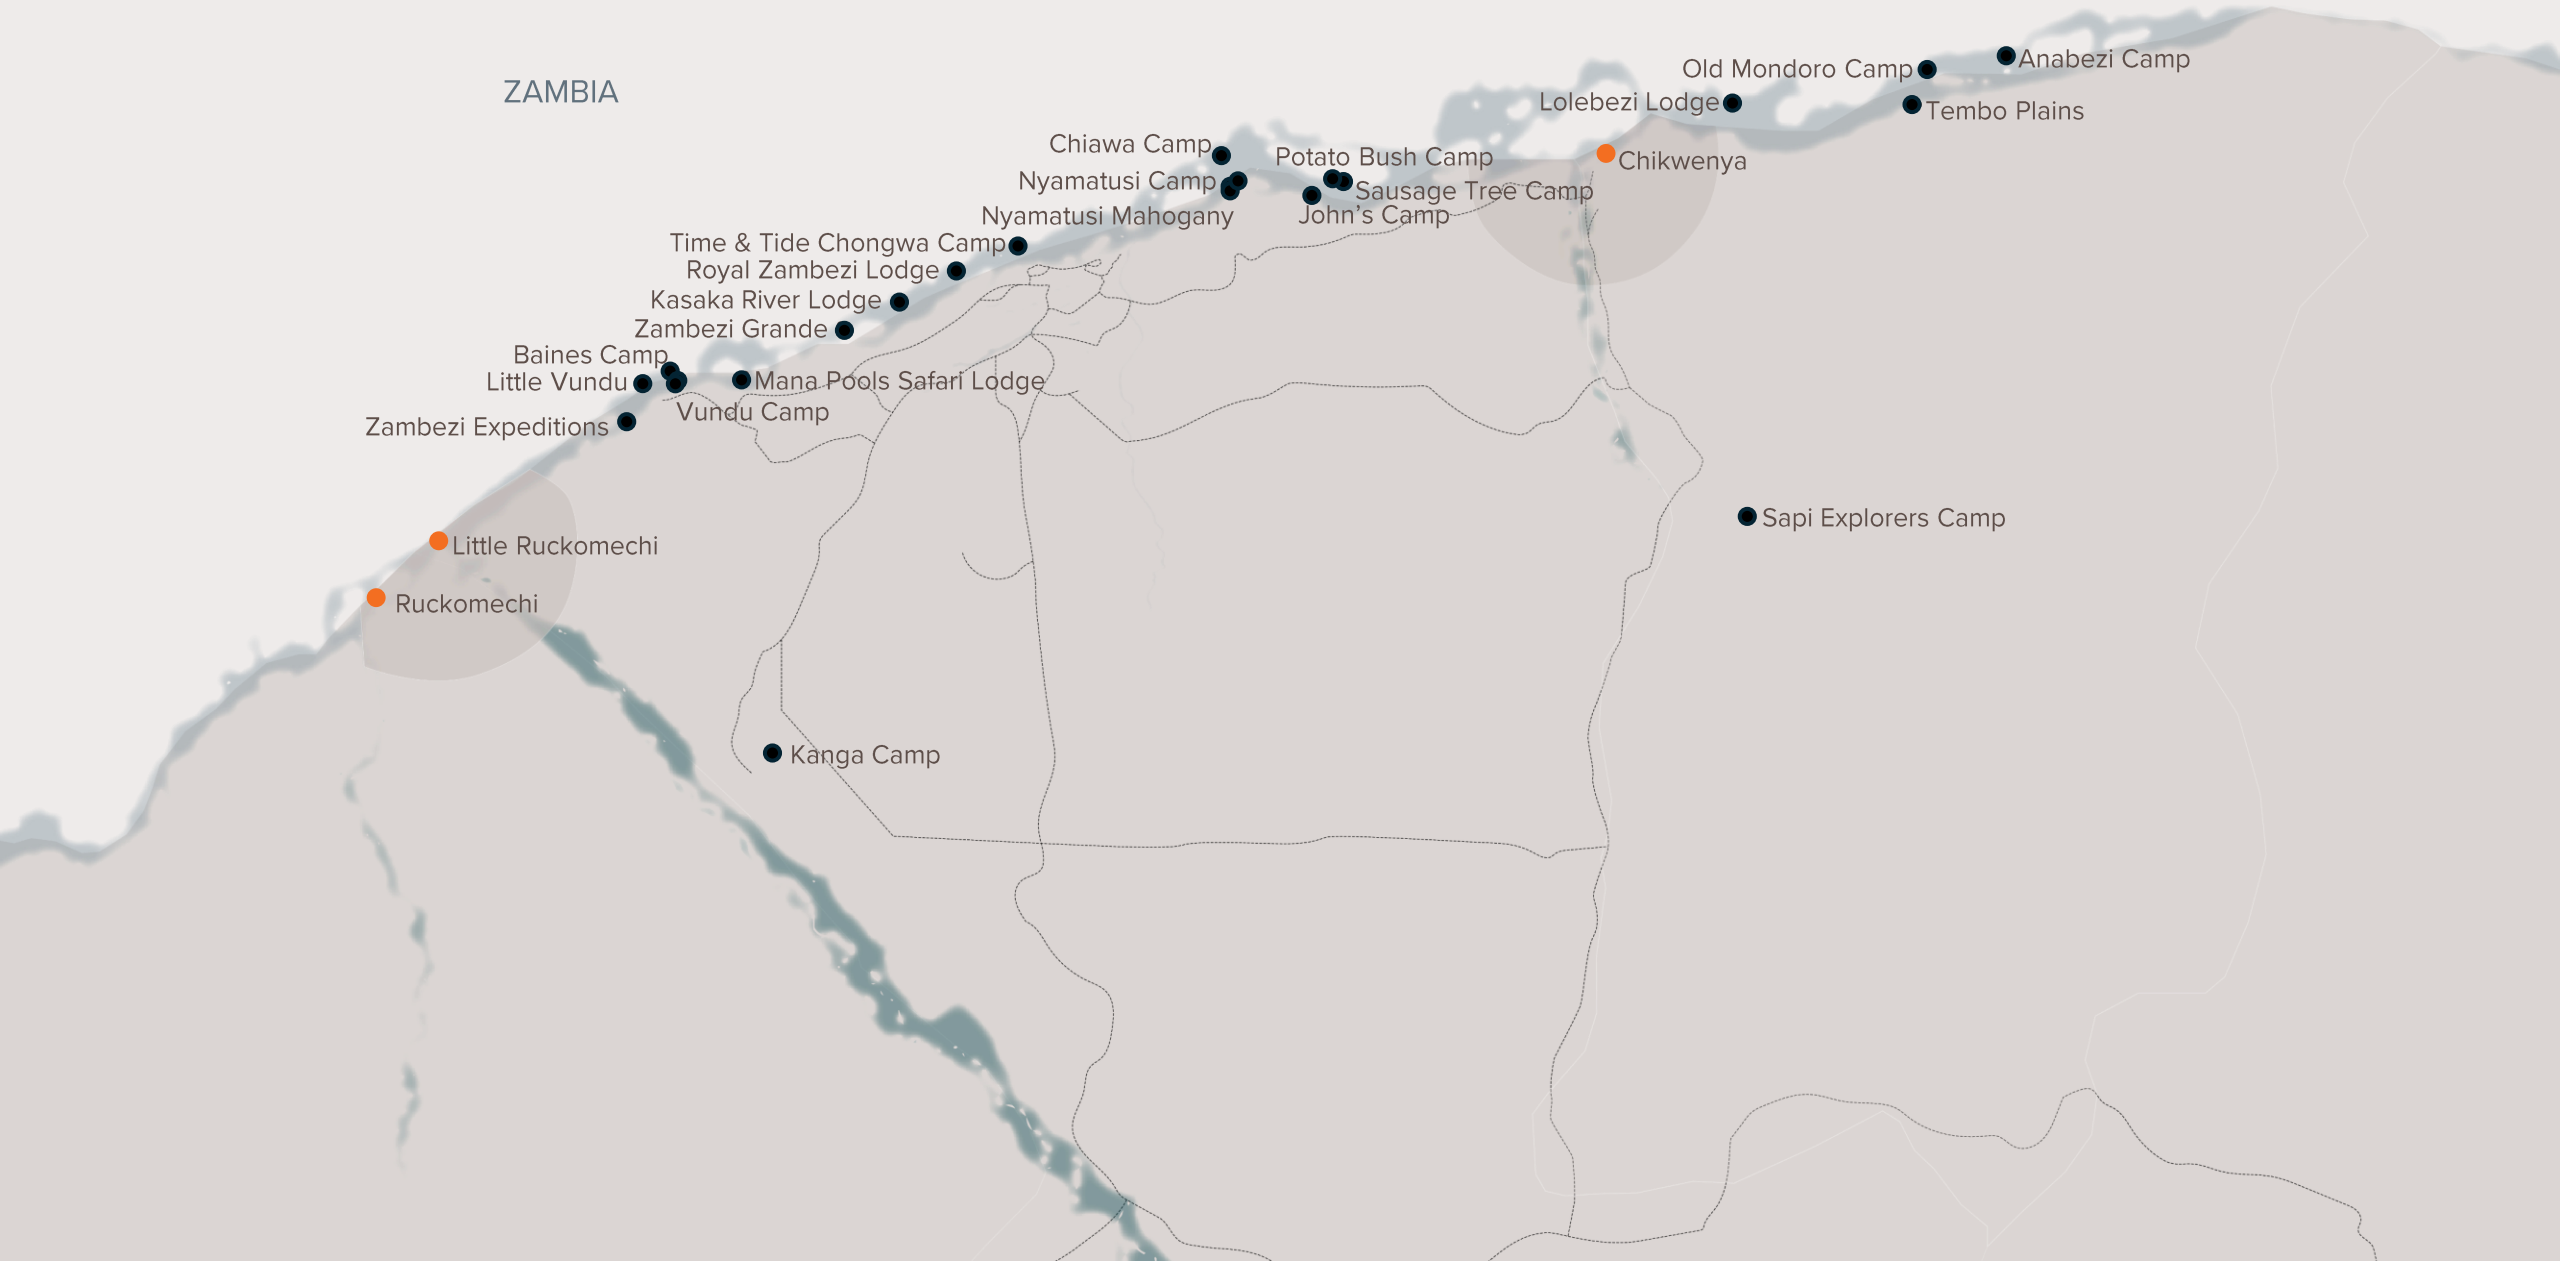 ZAMBIA
Anabezi Camp
Old Mondoro Camp
Lolebezi Lodge
Tembo Plains
Chiawa Camp
Potato Bush Camp
Chikwenya
Nyamatusi Camp
Sausage Tree Camp
John's Camp
Nyamatusi Mahogany
Time & Tide Chongwa Camp
Royal Zambezi Lodge
Kasaka River Lodge
Zambezi Grande
Baines Camp
Little Vundu
Mana Pools Safari Lodge
Vundu Camp
Zambezi Expeditions
Sapi Explorers Camp
Little Ruckomechi
Ruckomechi
Kanga Camp